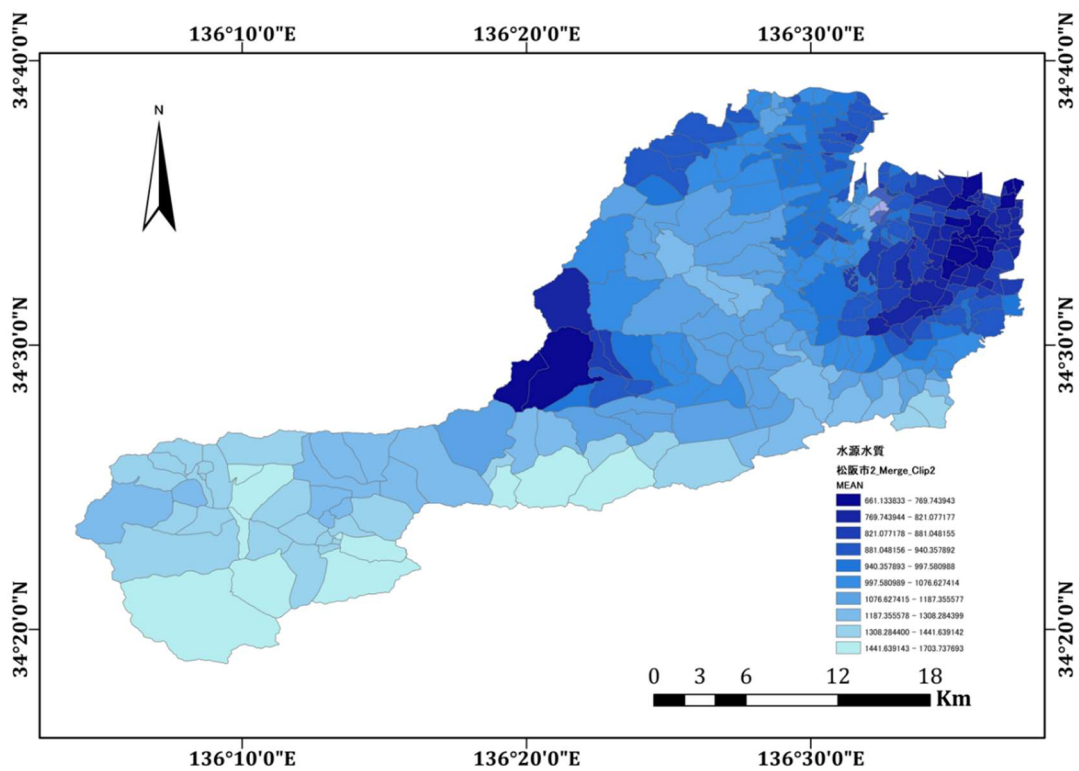 136°10'0"E 136°20'0"E 136°30'0"E
34°40'0"N 34°40'0"N
N
34°30'0"N 34°30'0"N
水源水質
松阪市2_Merge_Clip2
MEAN
661.133833 - 769.743943
769.743944 - 821.077177
821.077178 - 881.048155
881.048156 - 940.357892
940.357893 - 997.580988
997.580989 - 1076.627414
1076.627415 - 1187.355577
1187.355578 - 1308.284399
1308.284400 - 1441.639142
1441.639143 - 1703.737693
34°20'0"N 34°20'0"N
0 3 6 12 18
Km
136°10'0"E 136°20'0"E 136°30'0"E